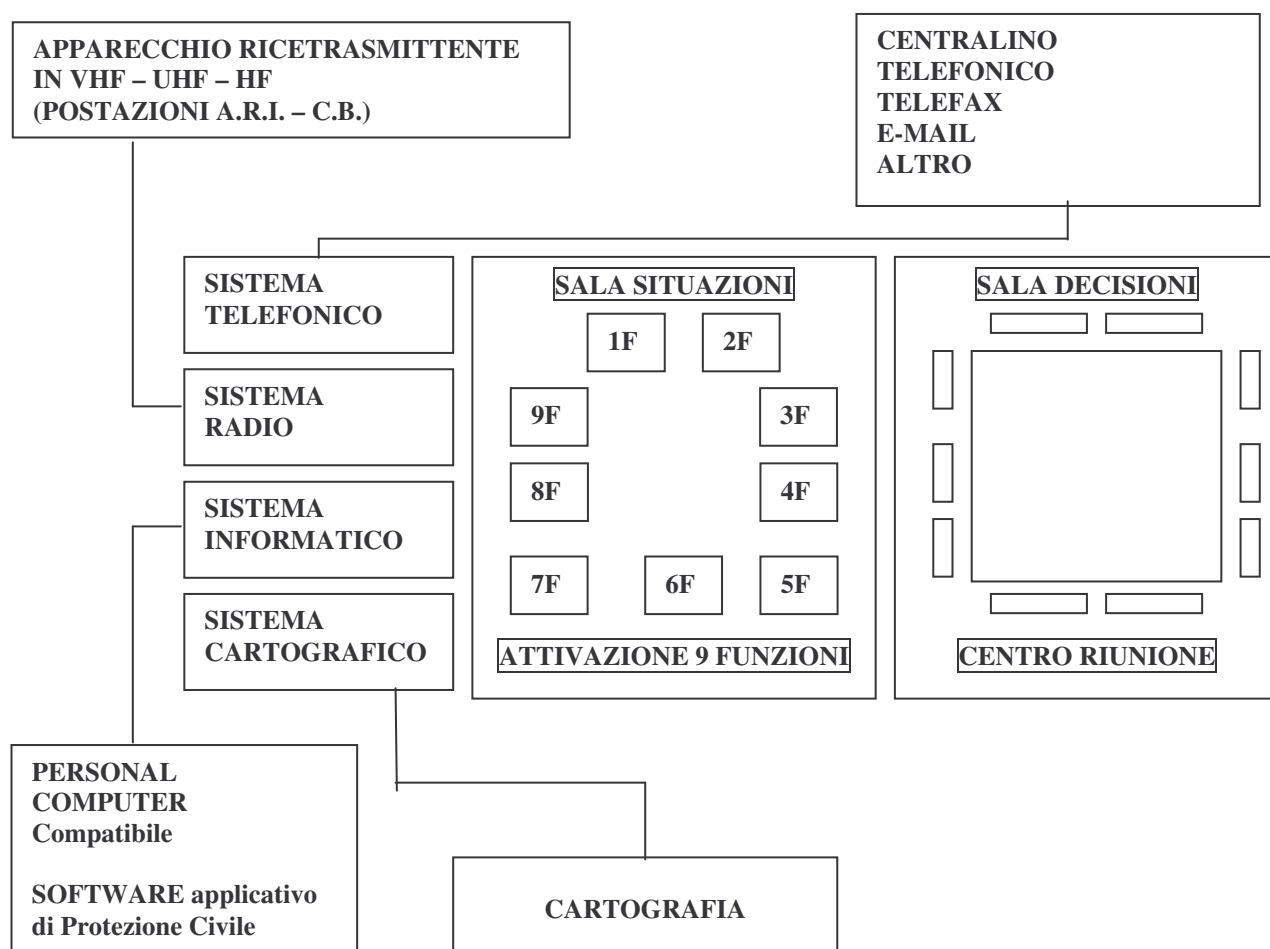 APPARECCHIO RICETRASMITTENTE
IN VHF – UHF – HF
(POSTAZIONI A.R.I. – C.B.)
CENTRALINO
TELEFONICO
TELEFAX
E-MAIL
ALTRO
SISTEMA
TELEFONICO
SISTEMA
RADIO
SISTEMA
INFORMATICO
SISTEMA
CARTOGRAFICO
SALA SITUAZIONI
1F 2F
9F 3F
8F 4F
7F 6F 5F
ATTIVAZIONE 9 FUNZIONI
SALA DECISIONI
CENTRO RIUNIONE
PERSONAL
COMPUTER
Compatibile
SOFTWARE applicativo
di Protezione Civile
CARTOGRAFIA